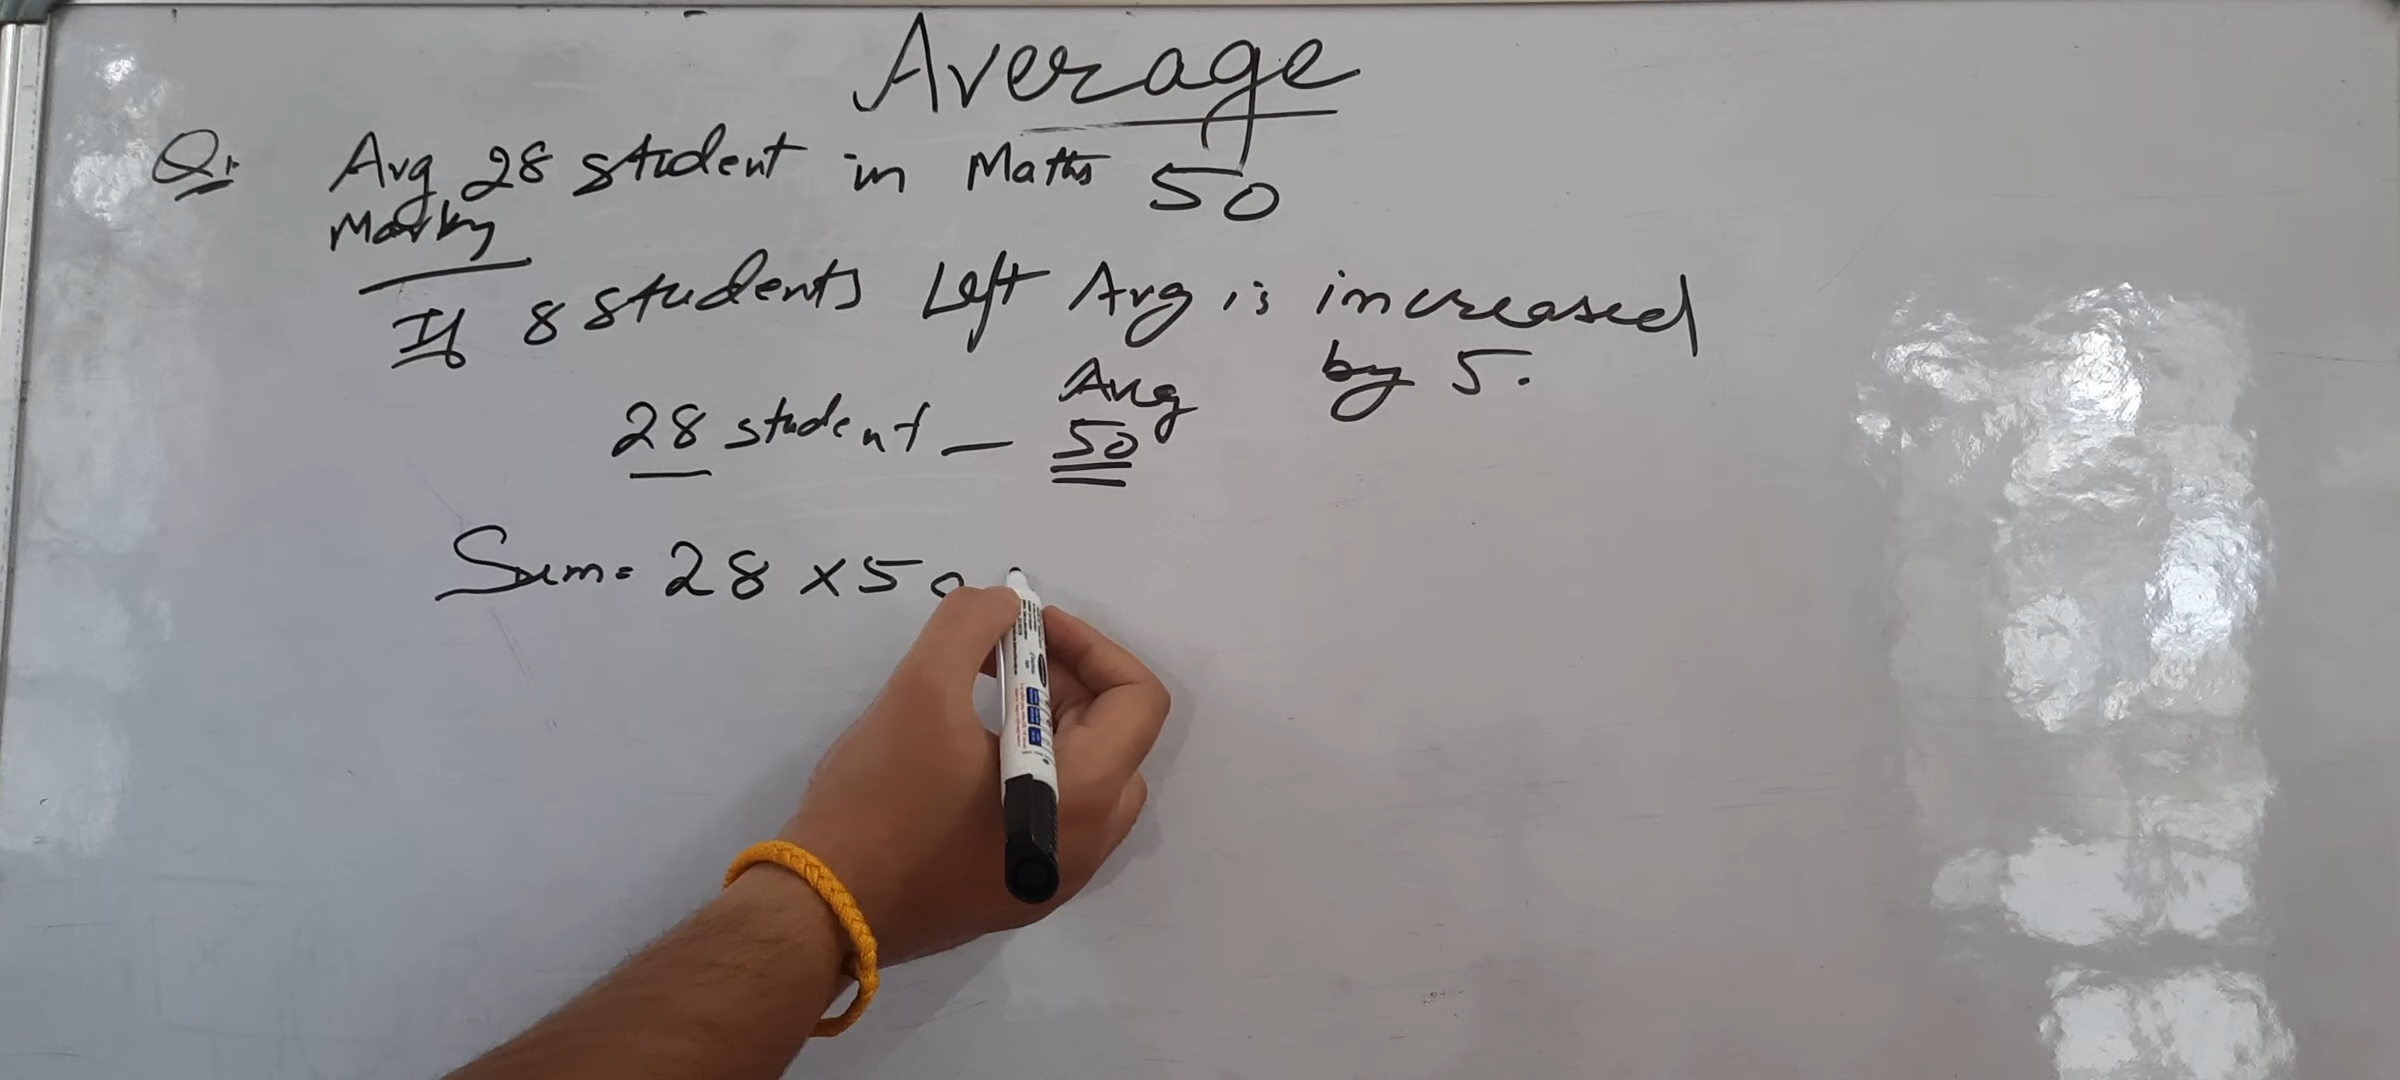 Average
Q. Avg 28 student in Maths 50
Marks
If 8 students Left Avg is increased
by 5.
Avg
28 student — 50
Sum = 28 × 50